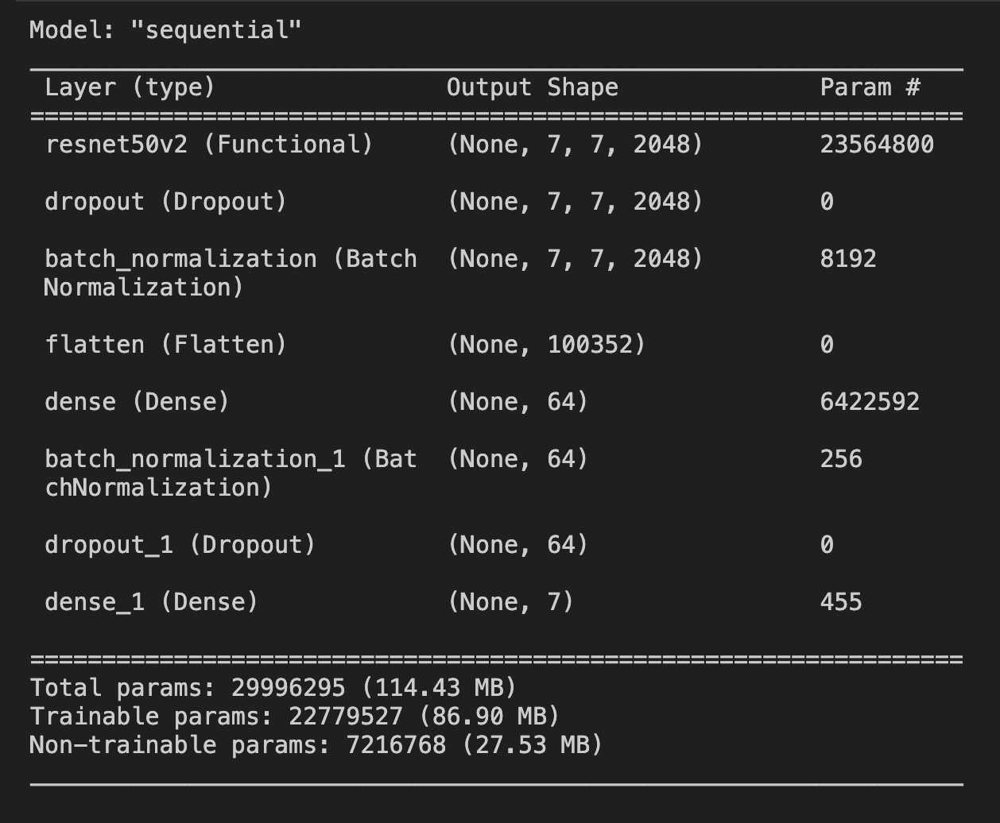 Model: "sequential"
Layer (type) Output Shape Param #
=================================================================
resnet50v2 (Functional) (None, 7, 7, 2048) 23564800
dropout (Dropout) (None, 7, 7, 2048) 0
batch_normalization (Batch (None, 7, 7, 2048) 8192
Normalization)
flatten (Flatten) (None, 100352) 0
dense (Dense) (None, 64) 6422592
batch_normalization_1 (Bat (None, 64) 256
chNormalization)
dropout_1 (Dropout) (None, 64) 0
dense_1 (Dense) (None, 7) 455
=================================================================
Total params: 29996295 (114.43 MB)
Trainable params: 22779527 (86.90 MB)
Non-trainable params: 7216768 (27.53 MB)